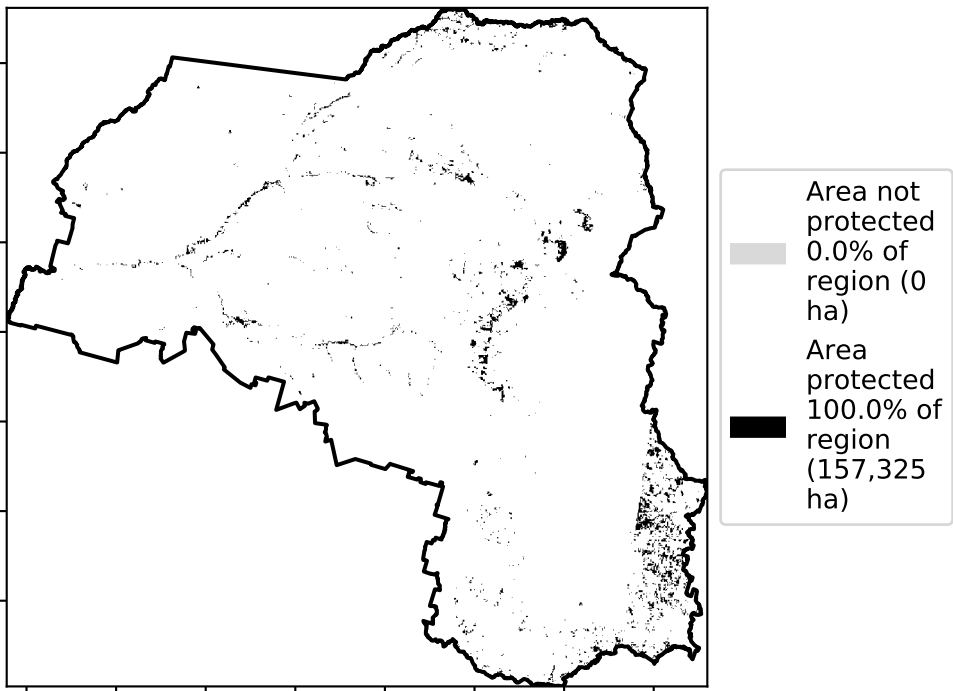 Area not
protected
0.0% of
region (0
ha)
Area
protected
100.0% of
region
(157,325
ha)